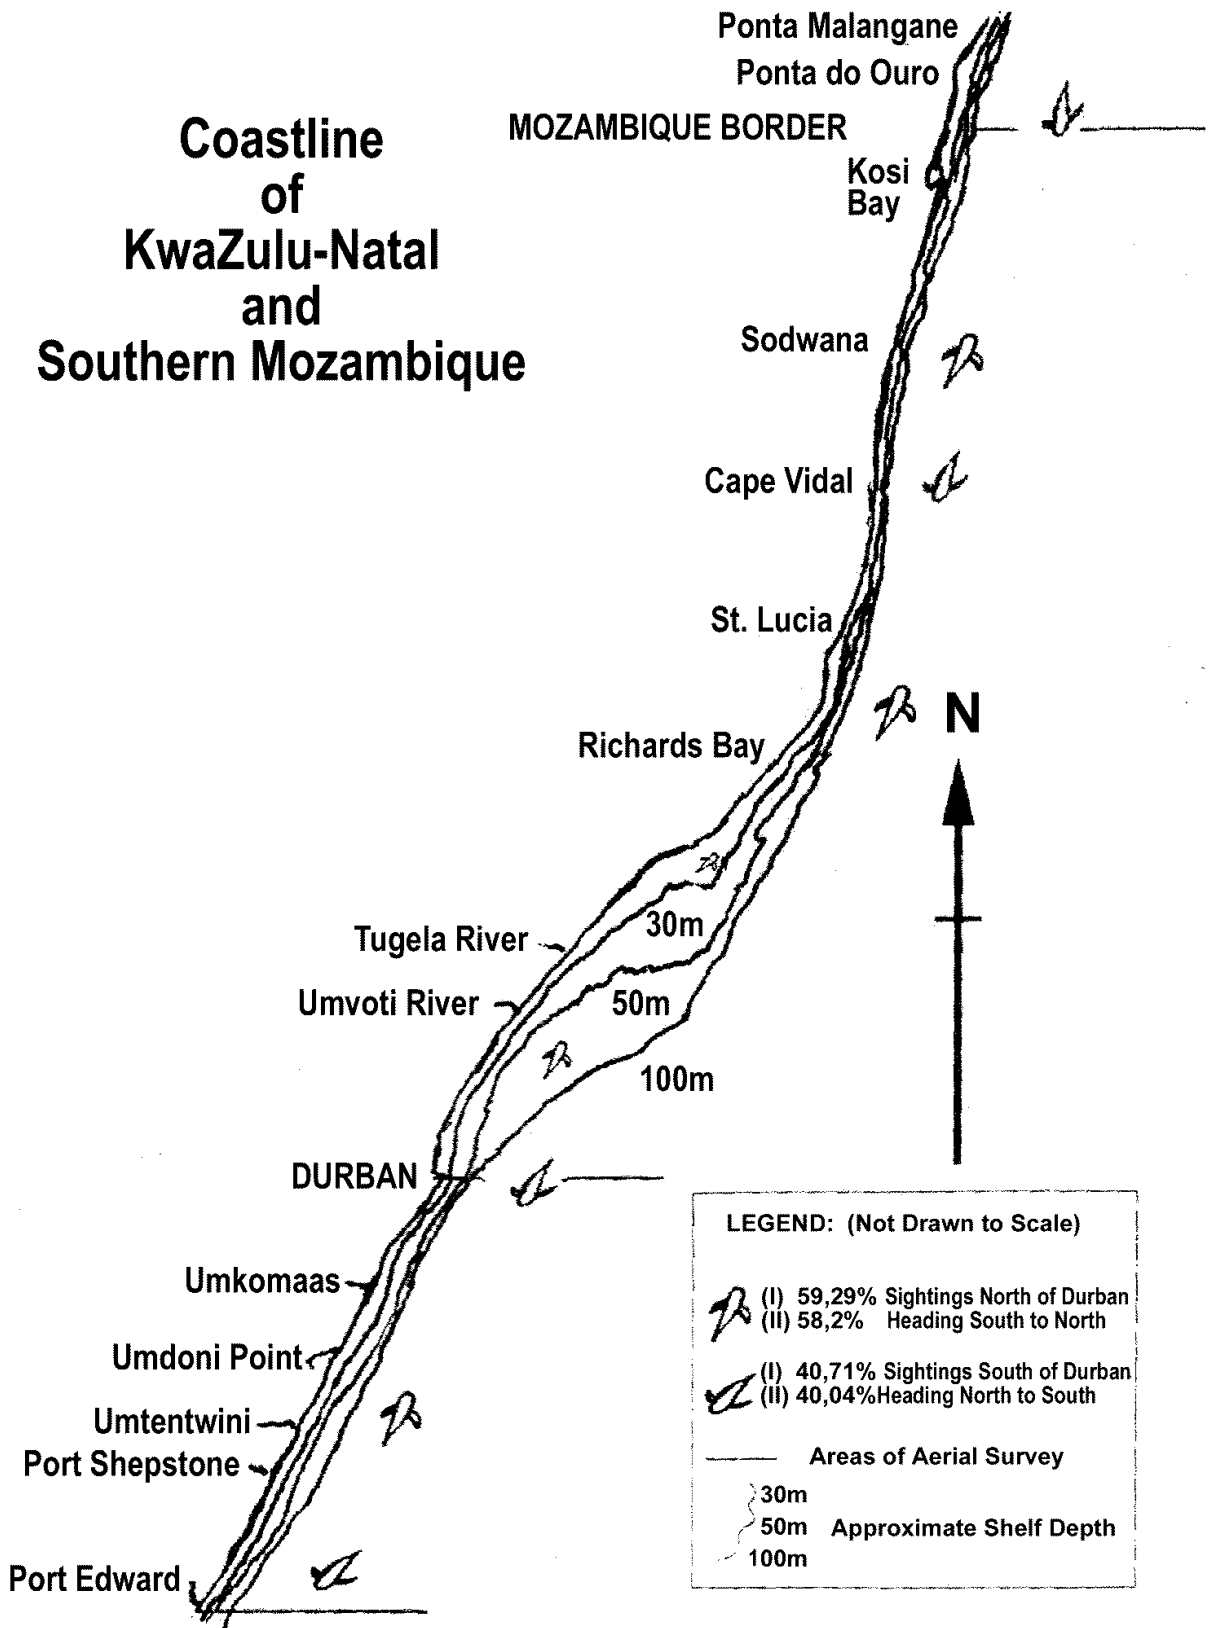 Ponta Malangane
Ponta do Ouro
MOZAMBIQUE BORDER
Coastline
of
KwaZulu-Natal
and
Southern Mozambique
Kosi
Bay
Sodwana
Cape Vidal
St. Lucia
N
Richards Bay
30m
Tugela River
50m
Umvoti River
100m
DURBAN
Umkomaas
Umdoni Point
Umtentwini
Port Shepstone
Port Edward
LEGEND: (Not Drawn to Scale)
(I) 59,29% Sightings North of Durban
(II) 58,2% Heading South to North
(I) 40,71% Sightings South of Durban
(II) 40,04%Heading North to South
Areas of Aerial Survey
30m
50m Approximate Shelf Depth
100m